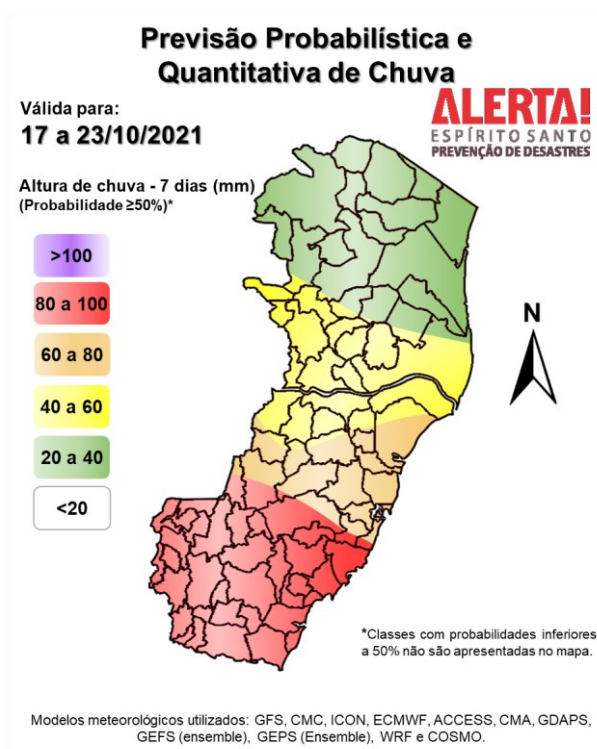 Previsão Probabilística e
Quantitativa de Chuva
Válida para:
17 a 23/10/2021
ALERTA!
ESPÍRITO SANTO
PREVENÇÃO DE DESASTRES
Altura de chuva - 7 dias (mm)
(Probabilidade ≥50%)*
>100
80 a 100
60 a 80
40 a 60
20 a 40
<20
N
*Classes com probabilidades inferiores
a 50% não são apresentadas no mapa.
Modelos meteorológicos utilizados: GFS, CMC, ICON, ECMWF, ACCESS, CMA, GDAPS,
GEFS (ensemble), GEPS (Ensemble), WRF e COSMO.